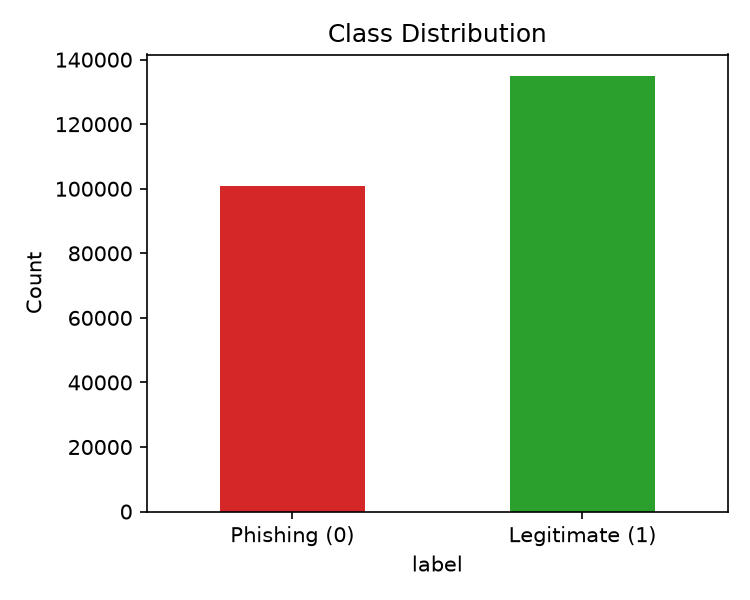 Class Distribution
140000
120000
100000
80000
60000
40000
20000
0
Count
Phishing (0)
Legitimate (1)
label